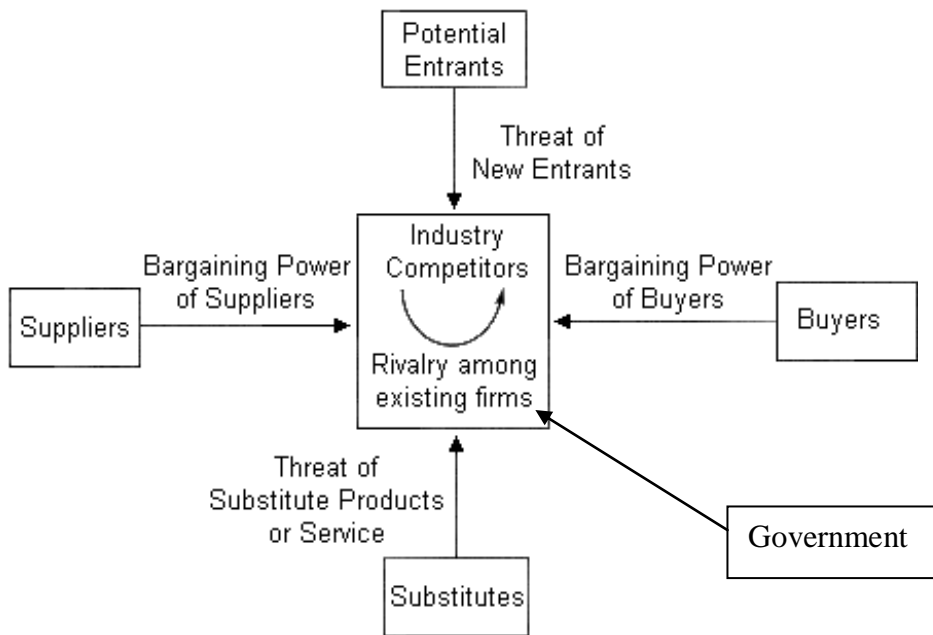 Potential
Entrants
Threat of
New Entrants
Industry
Competitors
Bargaining Power
of Suppliers
Bargaining Power
of Buyers
Suppliers
Buyers
Rivalry among
existing firms
Threat of
Substitute Products
or Service
Government
Substitutes